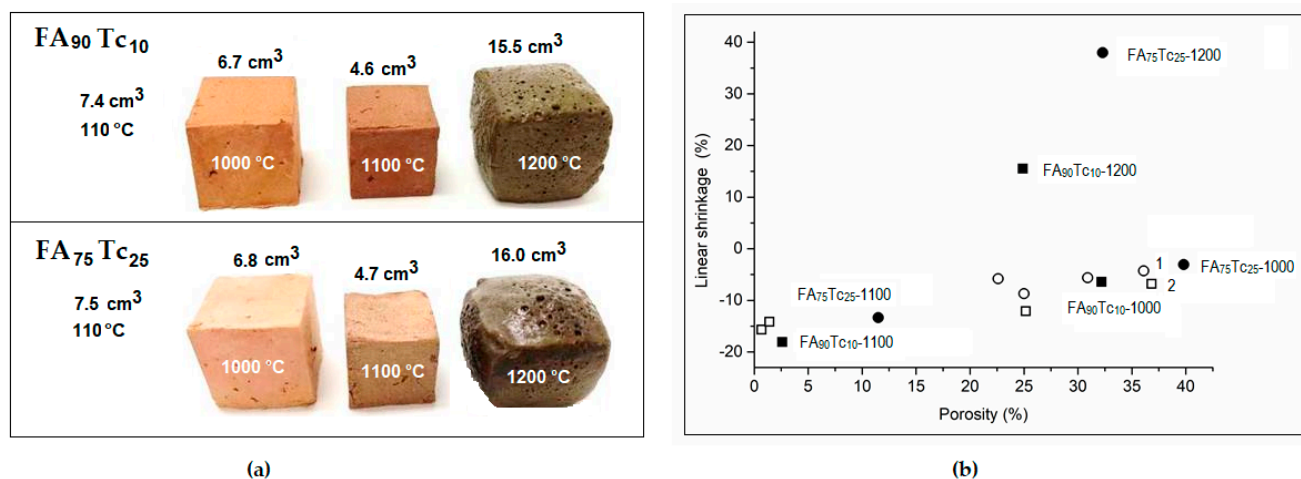 FA90 Tc10
6.7 cm3
4.6 cm3
15.5 cm3
7.4 cm3
110 °C
1000 °C
1100 °C
1200 °C
FA75 Tc25
6.8 cm3
4.7 cm3
16.0 cm3
7.5 cm3
110 °C
1000 °C
1100 °C
1200 °C
(a)
Linear shrinkage (%)
40
30
20
10
0
-10
-20
FA75Tc25-1200
FA90Tc10-1200
1
FA75Tc25-1000
2
FA75Tc25-1100
FA90Tc10-1000
FA90Tc10-1100
0 5 10 15 20 25 30 35 40
Porosity (%)
(b)